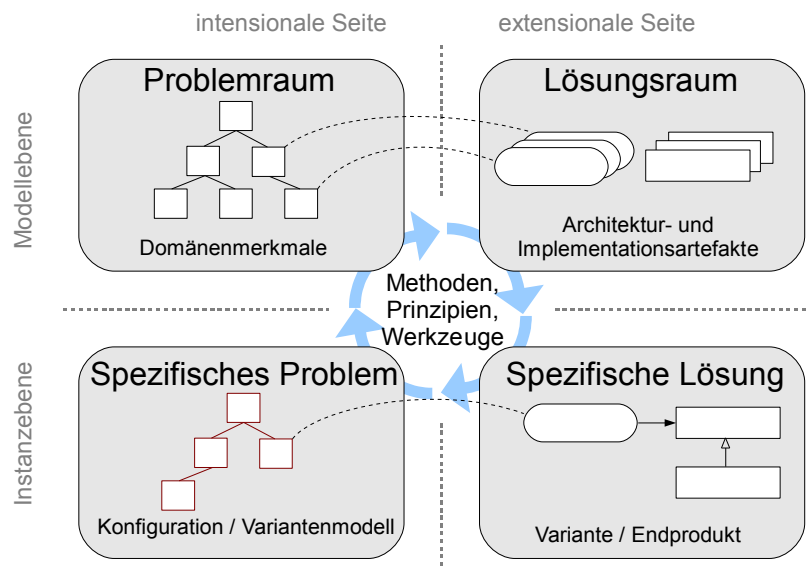 intensionale Seite
extensionale Seite
Modellebene
Problemraum
Domänenmerkmale
Lösungsraum
Architektur- und
Implementationsartefakte
Methoden,
Prinzipien,
Werkzeuge
Instanzebene
Spezifisches Problem
Konfiguration / Variantenmodell
Spezifische Lösung
Variante / Endprodukt